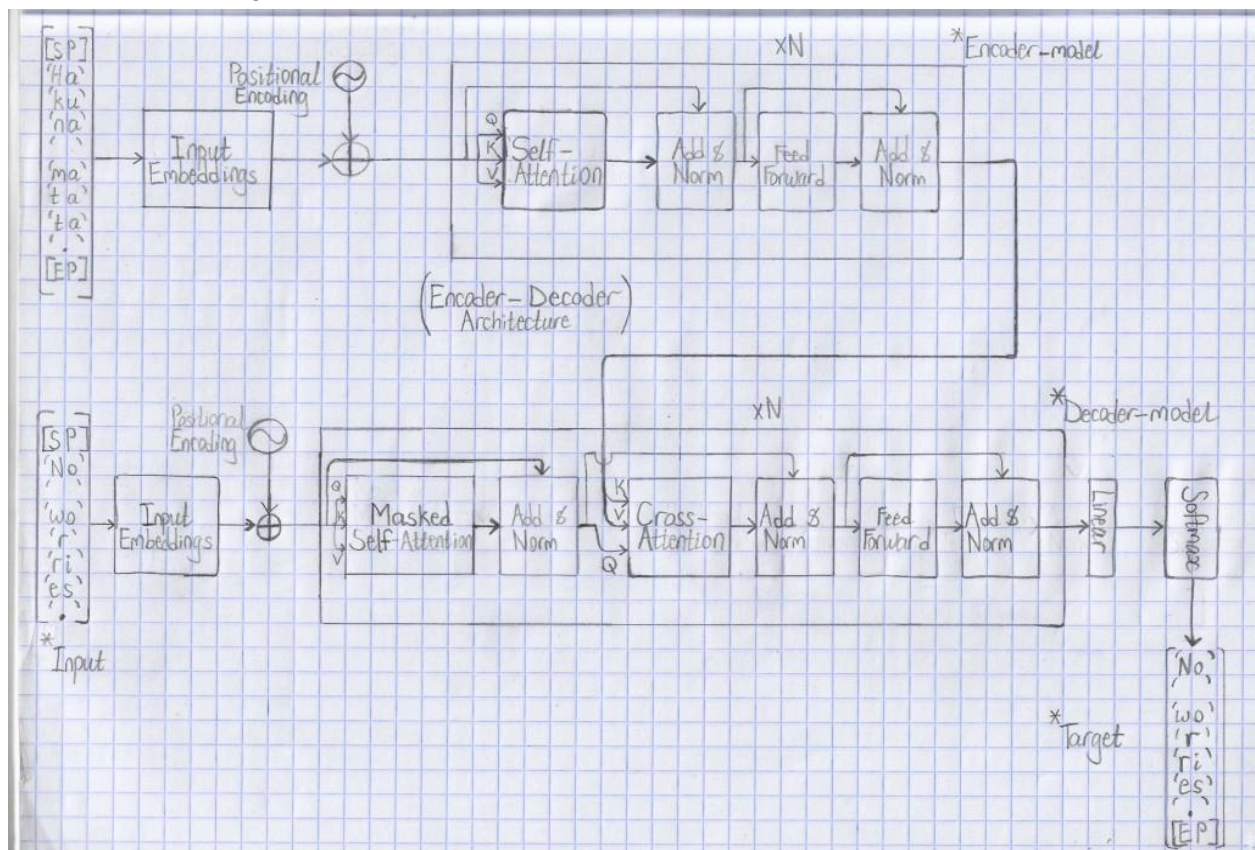 [SP]
'Ha'
'ku'
'na'
' '
'ma'
'ta'
'ta'
'.'
[EP]
Input
Embeddings
Positional
Encoding
xN
*Encoder-model
Q
K
V
Self-
Attention
Add &
Norm
Feed
Forward
Add &
Norm
(Encoder-Decoder
Architecture)
[SP]
'No'
' '
'wo'
'r'
'ri'
'es'
'.'
*Input
Input
Embeddings
Positional
Encoding
xN
*Decoder-model
Q
K
V
Masked
Self-Attention
Add &
Norm
K
V
Q
Cross-
Attention
Add &
Norm
Feed
Forward
Add &
Norm
Linear
Softmax
*Target
'No'
' '
'wo'
'r'
'ri'
'es'
'.'
[EP]